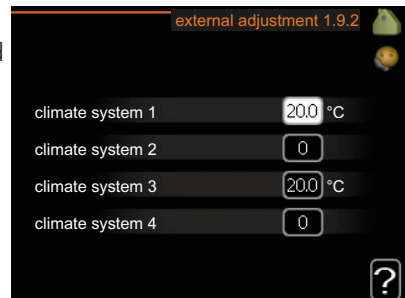 external adjustment 1.9.2
climate system 1 20.0 °C
climate system 2 0
climate system 3 20.0 °C
climate system 4 0
?